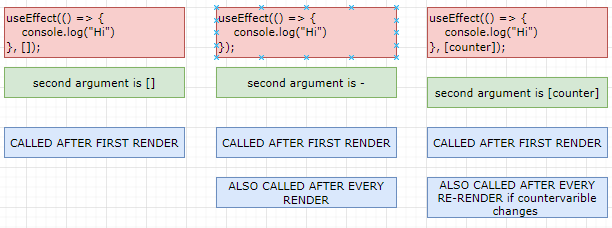 useEffect(() => {
console.log("Hi")
}, []);
second argument is []
CALLED AFTER FIRST RENDER
useEffect(() => {
console.log("Hi")
});
second argument is -
CALLED AFTER FIRST RENDER
ALSO CALLED AFTER EVERY
RENDER
useEffect(() => {
console.log("Hi")
}, [counter]);
second argument is [counter]
CALLED AFTER FIRST RENDER
ALSO CALLED AFTER EVERY
RE-RENDER if countervarible
changes